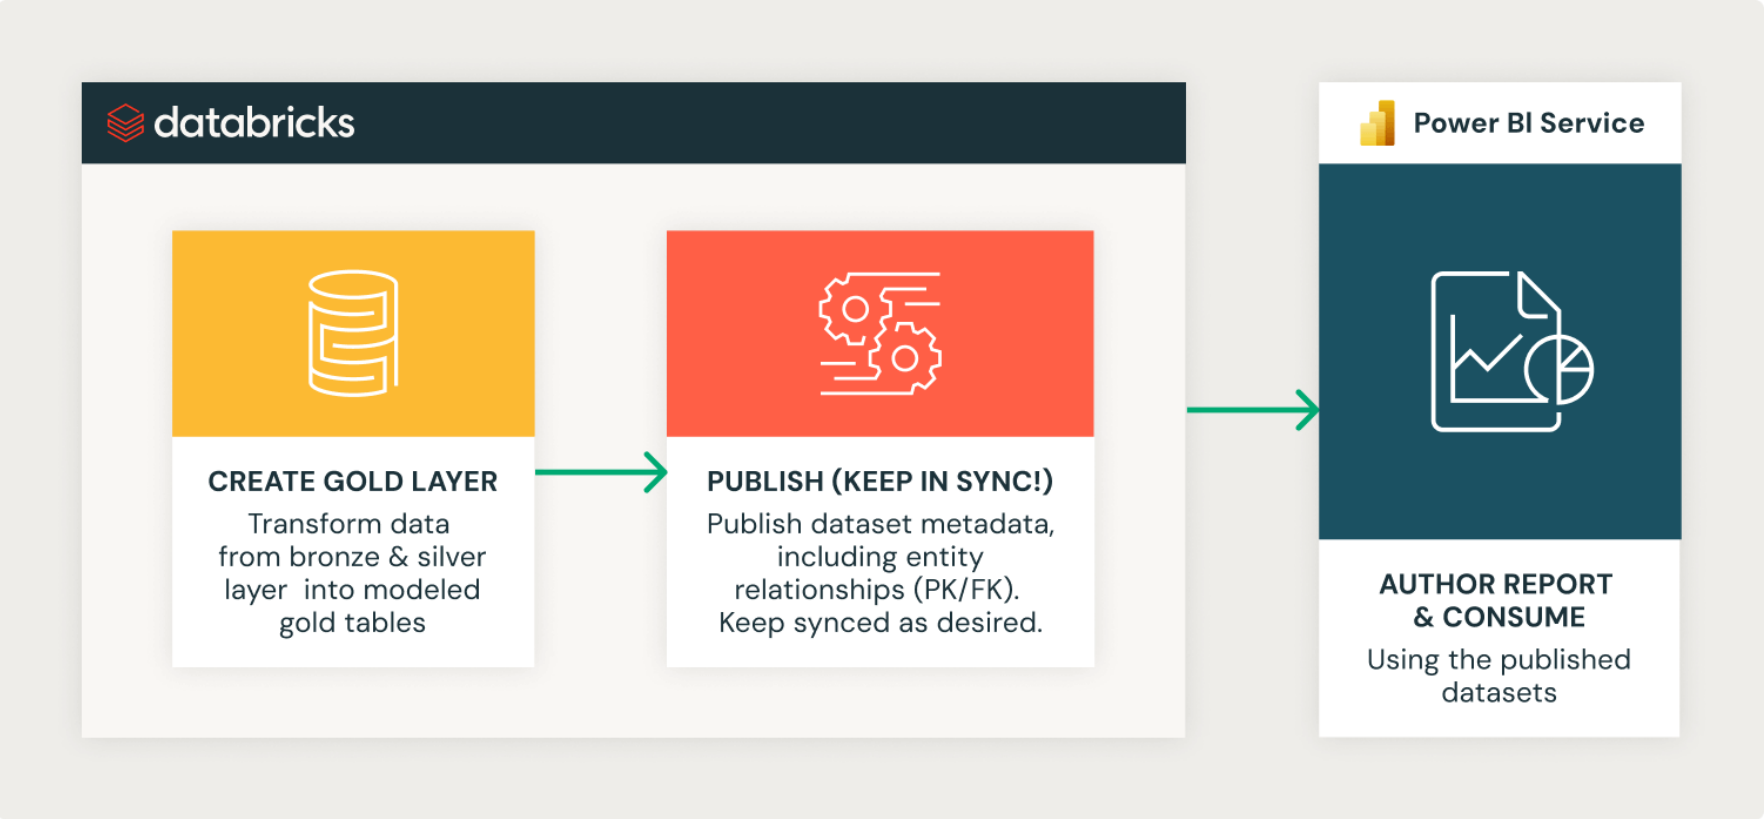 databricks
Power BI Service
CREATE GOLD LAYER
Transform data
from bronze & silver
layer into modeled
gold tables
PUBLISH (KEEP IN SYNC!)
Publish dataset metadata,
including entity
relationships (PK/FK).
Keep synced as desired.
AUTHOR REPORT
& CONSUME
Using the published
datasets